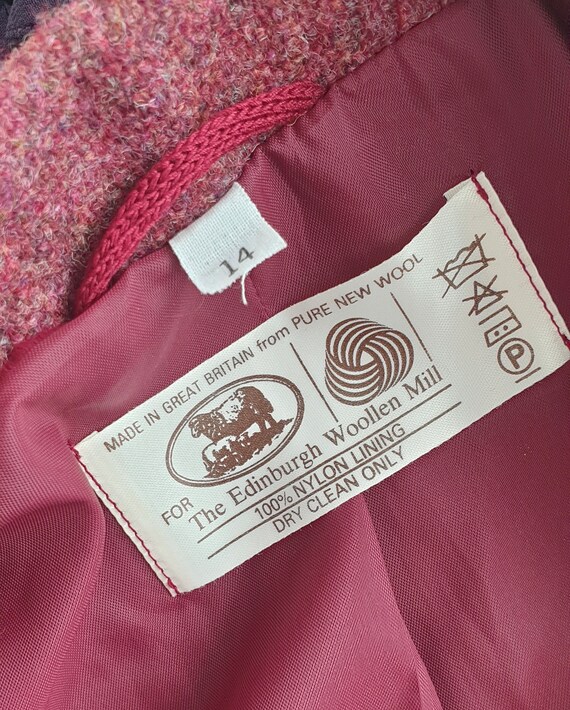 14
MADE IN GREAT BRITAIN from PURE NEW WOOL
FOR The Edinburgh Woollen Mill
100% NYLON LINING
DRY CLEAN ONLY
P